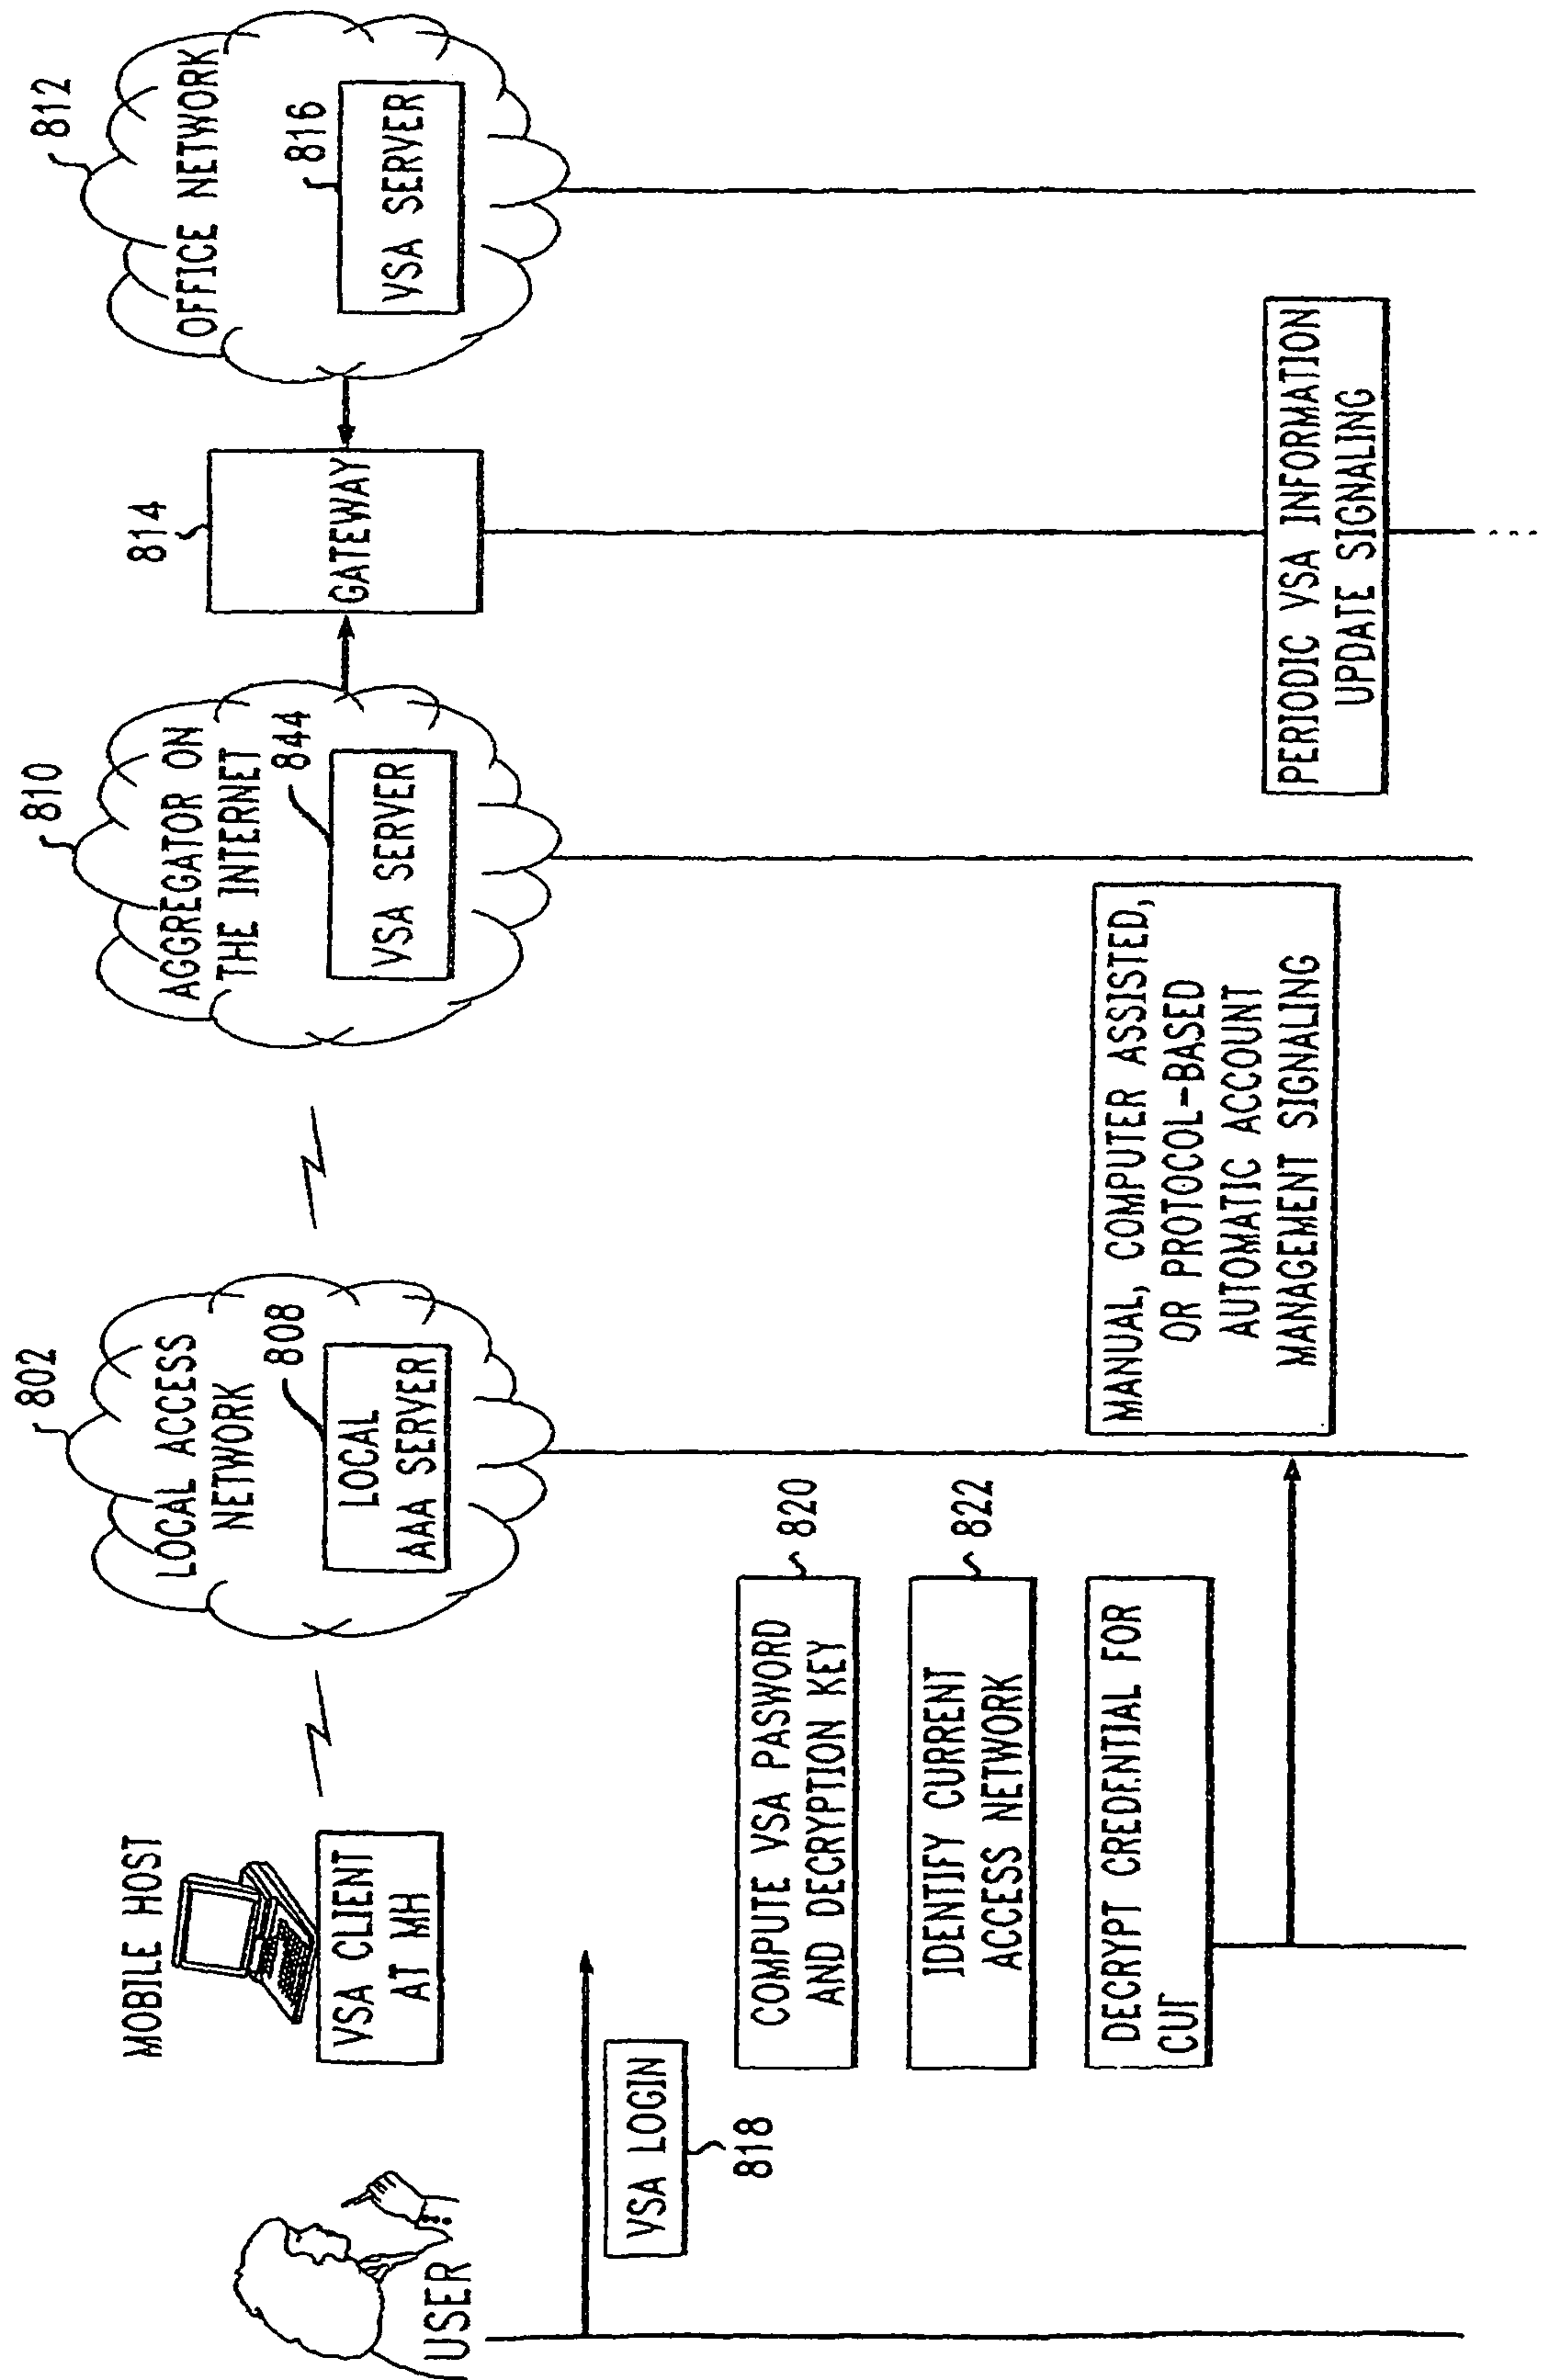 802
810
812
MOBILE HOST
LOCAL ACCESS
NETWORK
808
AGGREGATOR ON
THE INTERNET
844
814
OFFICE NETWORK
816
USER
VSA CLIENT
AT MH
LOCAL
AAA SERVER
VSA SERVER
GATEWAY
VSA SERVER
VSA LOGIN
818
COMPUTE VSA PASWORD
AND DECRYPTION KEY
820
IDENTIFY CURRENT
ACCESS NETWORK
822
DECRYPT CREDENTIAL FOR
MANUAL, COMPUTER ASSISTED,
OR PROTOCOL-BASED
AUTOMATIC ACCOUNT
MANAGEMENT SIGNALING
PERIODIC VSA INFORMATION
UPDATE SIGNALING